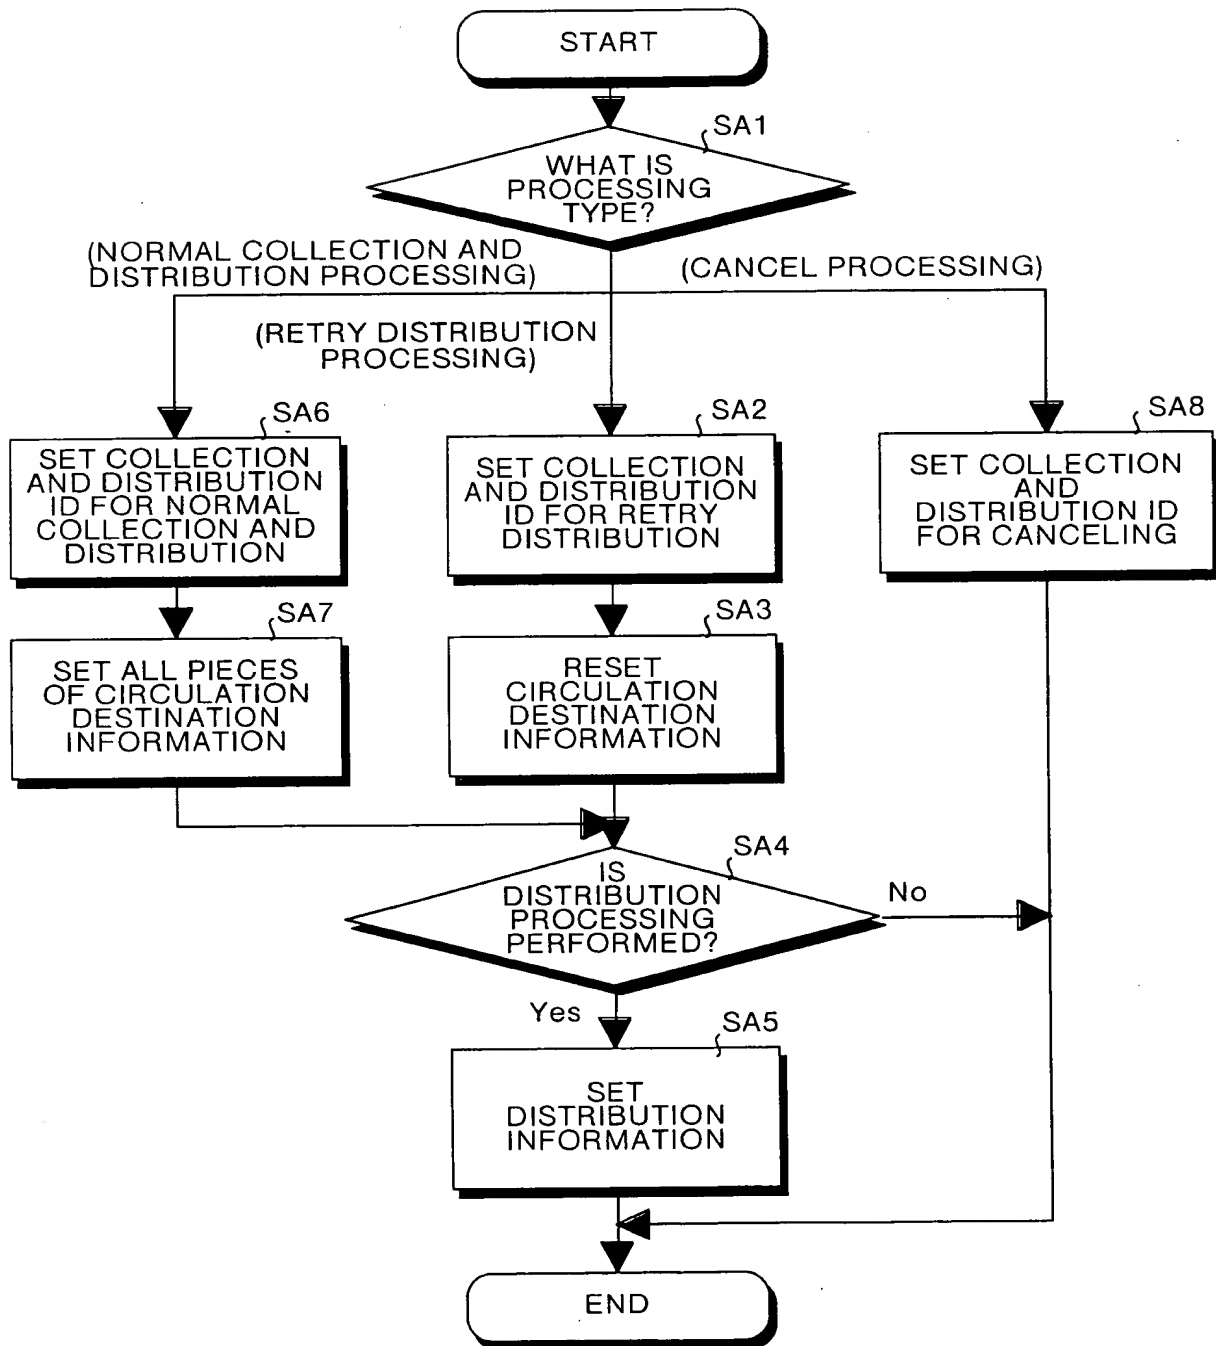 START
SA1
WHAT IS
PROCESSING
TYPE?
(NORMAL COLLECTION AND
DISTRIBUTION PROCESSING)
(CANCEL PROCESSING)
(RETRY DISTRIBUTION
PROCESSING)
SA6
SET COLLECTION
AND DISTRIBUTION
ID FOR NORMAL
COLLECTION AND
DISTRIBUTION
SA2
SET COLLECTION
AND DISTRIBUTION
ID FOR RETRY
DISTRIBUTION
SA8
SET COLLECTION
AND
DISTRIBUTION ID
FOR CANCELING
SA7
SET ALL PIECES
OF CIRCULATION
DESTINATION
INFORMATION
SA3
RESET
CIRCULATION
DESTINATION
INFORMATION
SA4
IS
DISTRIBUTION
PROCESSING
PERFORMED?
No
Yes
SA5
SET
DISTRIBUTION
INFORMATION
END